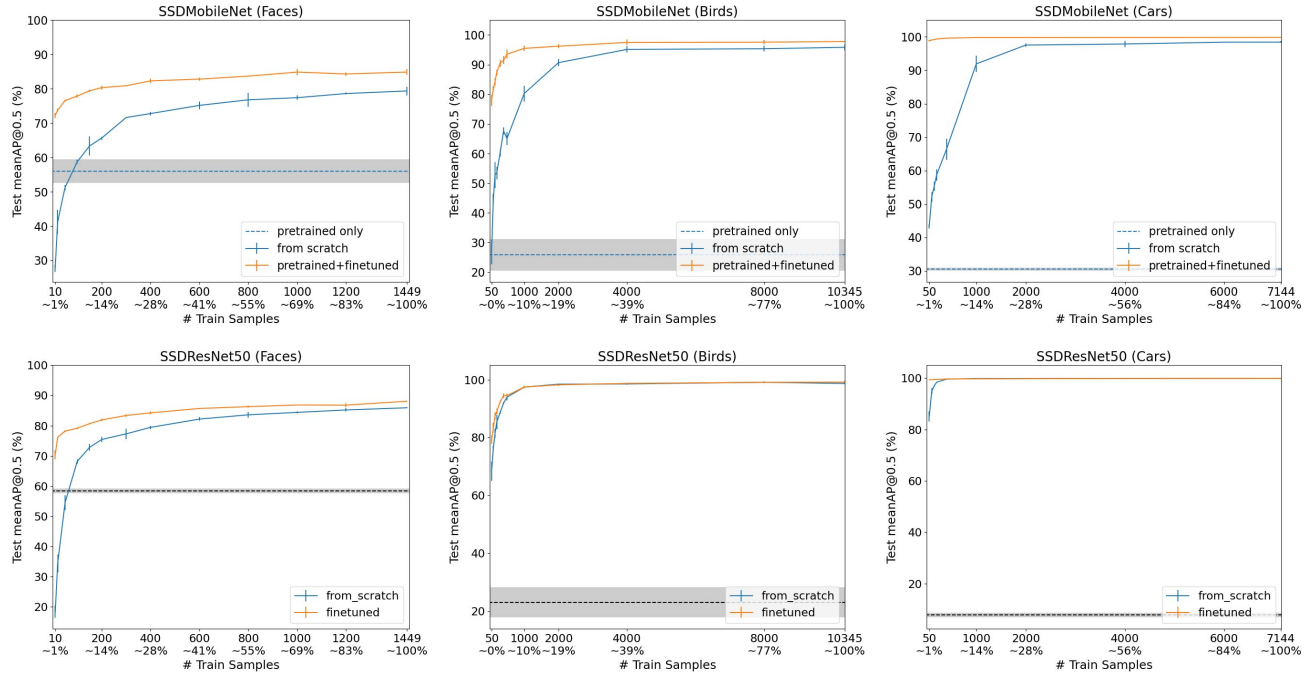 SSDMobileNet (Faces)
Test meanAP@0.5 (%)
100
90
80
70
60
50
40
30
pretrained only
from scratch
pretrained+finetuned
10 200 400 600 800 1000 1200 1449
~1% ~14% ~28% ~41% ~55% ~69% ~83% ~100%
# Train Samples
SSDMobileNet (Birds)
Test meanAP@0.5 (%)
100
90
80
70
60
50
40
30
20
pretrained only
from scratch
pretrained+finetuned
50 1000 2000 4000 8000 10345
~0% ~10% ~19% ~39% ~77% ~100%
# Train Samples
SSDMobileNet (Cars)
Test meanAP@0.5 (%)
100
90
80
70
60
50
40
30
pretrained only
from scratch
pretrained+finetuned
50 1000 2000 4000 6000 7144
~1% ~14% ~28% ~56% ~84% ~100%
# Train Samples
SSDResNet50 (Faces)
Test meanAP@0.5 (%)
100
90
80
70
60
50
40
30
20
from_scratch
finetuned
10 200 400 600 800 1000 1200 1449
~1% ~14% ~28% ~41% ~55% ~69% ~83% ~100%
# Train Samples
SSDResNet50 (Birds)
Test meanAP@0.5 (%)
100
80
60
40
20
from_scratch
finetuned
50 1000 2000 4000 8000 10345
~0% ~10% ~19% ~39% ~77% ~100%
# Train Samples
SSDResNet50 (Cars)
Test meanAP@0.5 (%)
100
80
60
40
20
from_scratch
finetuned
50 1000 2000 4000 6000 7144
~1% ~14% ~28% ~56% ~84% ~100%
# Train Samples